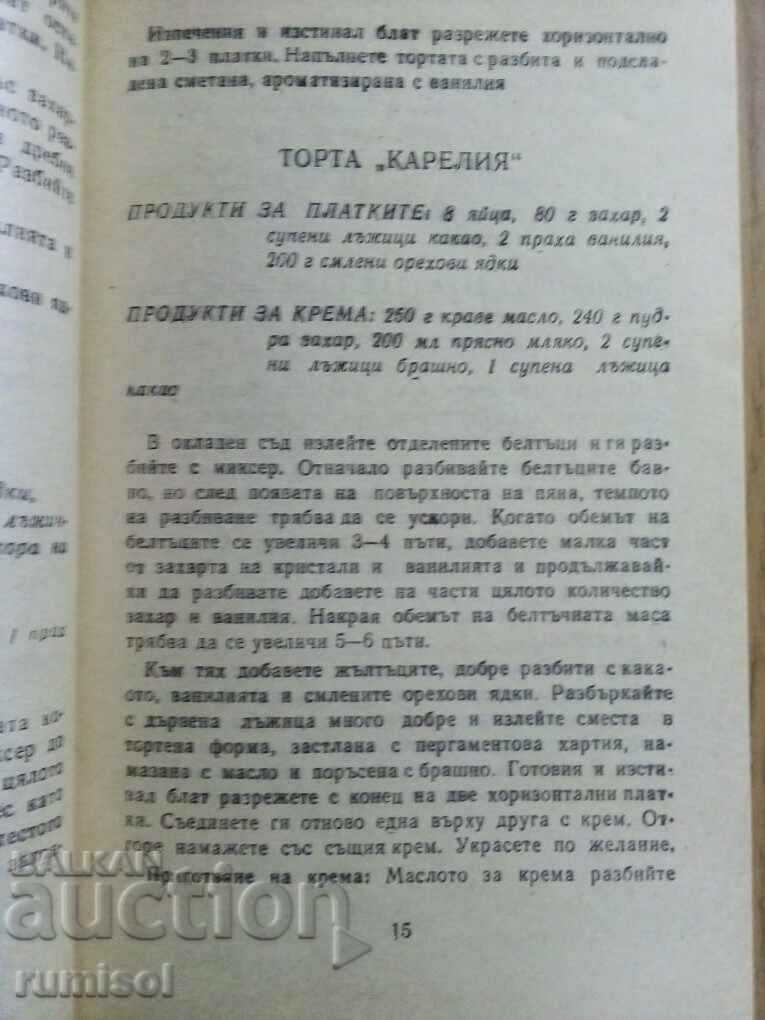 Изпечения и изстинал блат разрежете хоризонтално
на 2—3 платки. Напълнете тортата с разбита и подсла-
дена сметана, ароматизирана с ванилия
ТОРТА „КАРЕЛИЯ“
ПРОДУКТИ ЗА ПЛАТКИТЕ: 8 яйца, 80 г захар, 2
супени лъжици какао, 2 праха ванилия,
200 г смлени орехови ядки
ПРОДУКТИ ЗА КРЕМА: 250 г краве масло, 240 г пуд-
ра захар, 200 мл прясно мляко, 2 супе-
ни лъжици брашно, 1 супена лъжица
какао
В охладен съд излейте отделените белтъци и ги раз-
бийте с миксер. Отначало разбивайте белтъците бав-
но, но след появата на повърхноста на пяна, темпото
на разбиване трябва да се ускори. Когато обемът на
белтъците се увеличи 3—4 пъти, добавете малка част
от захарта на кристали и ванилията и продължавай-
ки да разбивате добавете на части цялото количество
захар и ванилия. Накрая обемът на белтъчната маса
трябва да се увеличи 5—6 пъти.
Към тях добавете жълтъците, добре разбити с кака-
ото, ванилията и смлените орехови ядки. Разбъркайте
с дървена лъжица много добре и излейте сместа в
тортена форма, застлана с пергаментова хартия, на-
мазана с масло и поръсена с брашно. Готовия и изсти-
нал блат разрежете с конец на две хоризонтални плат-
ки. Съединете ги отново една върху друга с крем. От-
горе намажете със същия крем. Украсете по желание,
Приготвяне на крема: Маслото за крема разбийте
15
BALKAN
auction
rumisol